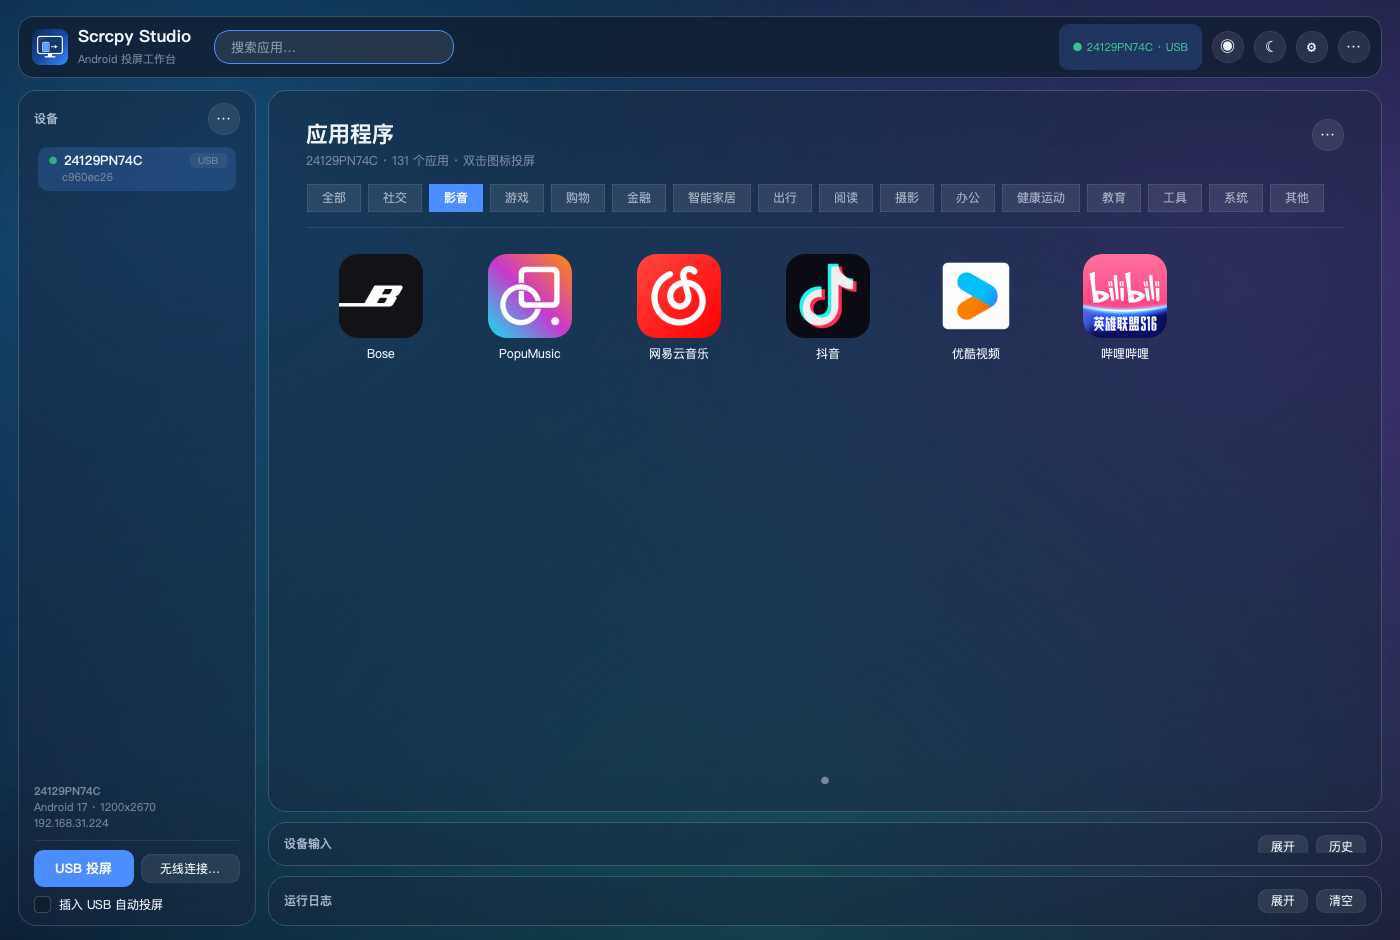 Scrcpy Studio
Android 投屏工作台
搜索应用...
24129PN74C · USB
设备
24129PN74C
USB
c960ec26
应用程序
24129PN74C · 131 个应用 · 双击图标投屏
全部 社交 影音 游戏 购物 金融 智能家居 出行 阅读 摄影 办公 健康运动 教育 工具 系统 其他
B
bilibili
英雄联盟S16
Bose PopuMusic 网易云音乐 抖音 优酷视频 哔哩哔哩
24129PN74C
Android 17 · 1200x2670
192.168.31.224
USB 投屏 无线连接...
插入 USB 自动投屏
设备输入 展开 历史
运行日志 展开 清空